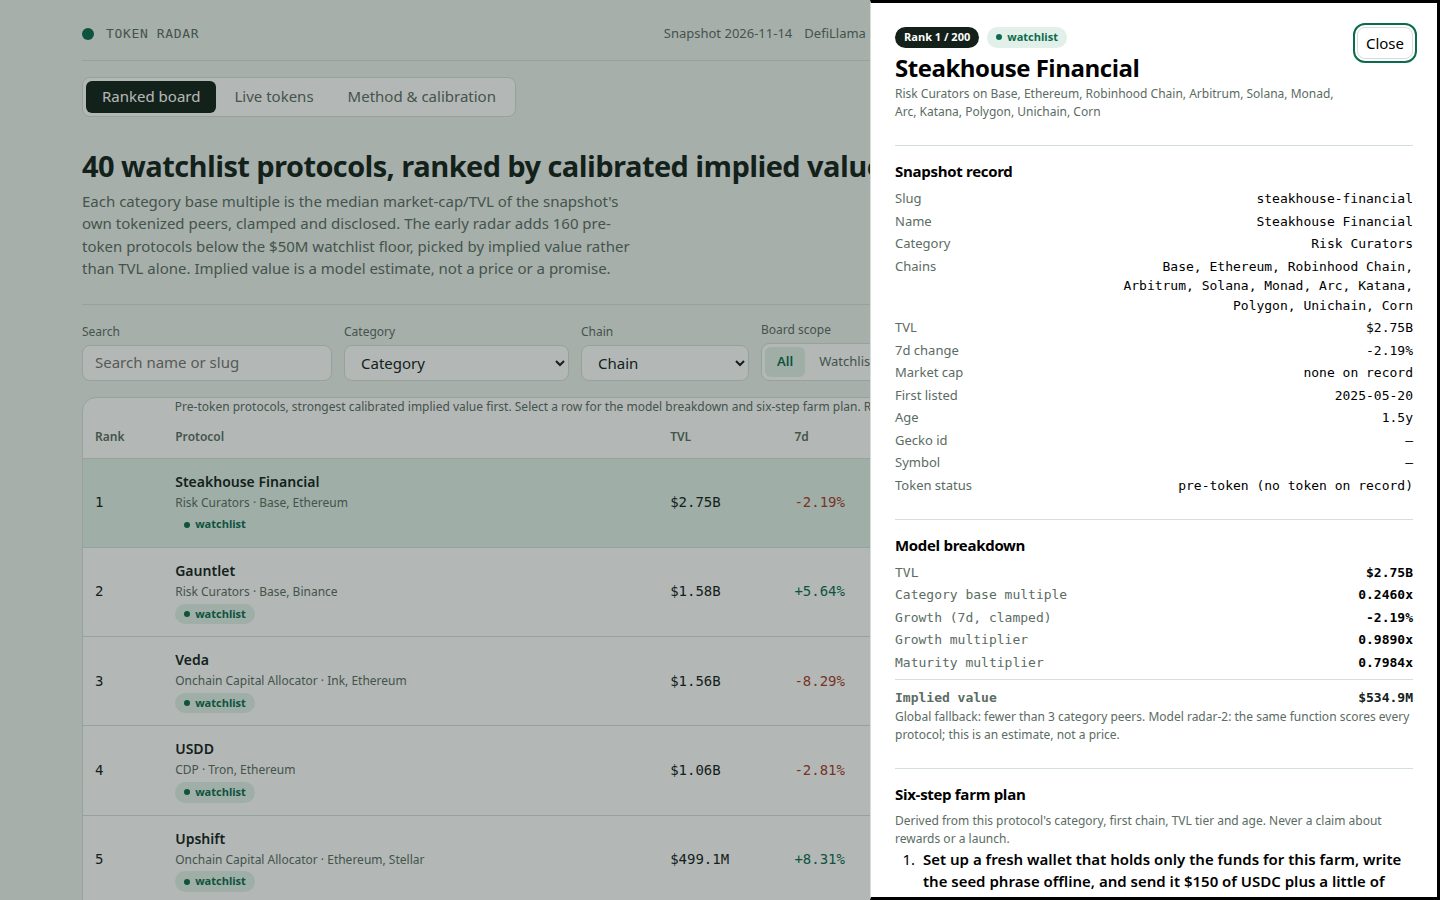 TOKEN RADAR
Snapshot 2026-11-14 DefiLlama
Ranked board
Live tokens
Method & calibration
40 watchlist protocols, ranked by calibrated implied
Each category base multiple is the median market-cap/TVL of the snapshot's
own tokenized peers, clamped and disclosed. The early radar adds 160 pre-
token protocols below the $50M watchlist floor, picked by implied value rather
than TVL alone. Implied value is a model estimate, not a price or a promise.
Search
Category
Chain
Board scope
Search name or slug
Category
Chain
All
Pre-token protocols, strongest calibrated implied value first. Select a row for the model breakdown and six-step farm plan.
Rank
Protocol
TVL
7d
1
Steakhouse Financial
Risk Curators · Base, Ethereum
watchlist
$2.75B
-2.19%
2
Gauntlet
Risk Curators · Base, Binance
watchlist
$1.58B
+5.64%
3
Veda
Onchain Capital Allocator · Ink, Ethereum
watchlist
$1.56B
-8.29%
4
USDD
CDP · Tron, Ethereum
watchlist
$1.06B
-2.81%
5
Upshift
Onchain Capital Allocator · Ethereum, Stellar
watchlist
$499.1M
+8.31%
Rank 1 / 200
watchlist
Close
Steakhouse Financial
Risk Curators on Base, Ethereum, Robinhood Chain, Arbitrum, Solana, Monad,
Arc, Katana, Polygon, Unichain, Corn
Snapshot record
Slug steakhouse-financial
Name Steakhouse Financial
Category Risk Curators
Chains Base, Ethereum, Robinhood Chain,
Arbitrum, Solana, Monad, Arc, Katana,
Polygon, Unichain, Corn
TVL $2.75B
7d change -2.19%
Market cap none on record
First listed 2025-05-20
Age 1.5y
Gecko id —
Symbol —
Token status pre-token (no token on record)
Model breakdown
TVL $2.75B
Category base multiple 0.2460x
Growth (7d, clamped) -2.19%
Growth multiplier 0.9890x
Maturity multiplier 0.7984x
Implied value $534.9M
Global fallback: fewer than 3 category peers. Model radar-2: the same function scores every
protocol; this is an estimate, not a price.
Six-step farm plan
Derived from this protocol's category, first chain, TVL tier and age. Never a claim about
rewards or a launch.
1. Set up a fresh wallet that holds only the funds for this farm, write
the seed phrase offline, and send it $150 of USDC plus a little of